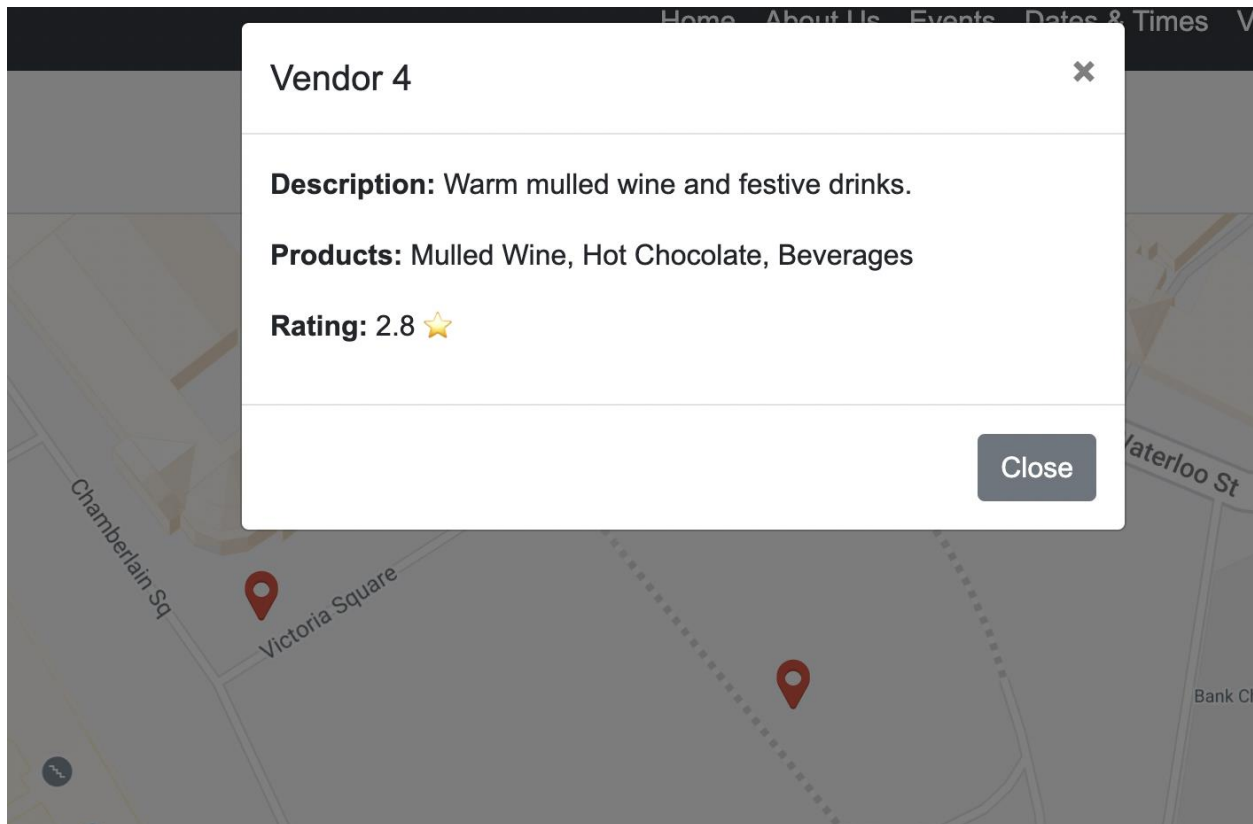 Home About Us Events Dates & Times
Vendor 4
Description: Warm mulled wine and festive drinks.
Products: Mulled Wine, Hot Chocolate, Beverages
Rating: 2.8 ⭐
Close
Waterloo St
Chamberlain Sq
Victoria Square
Bank